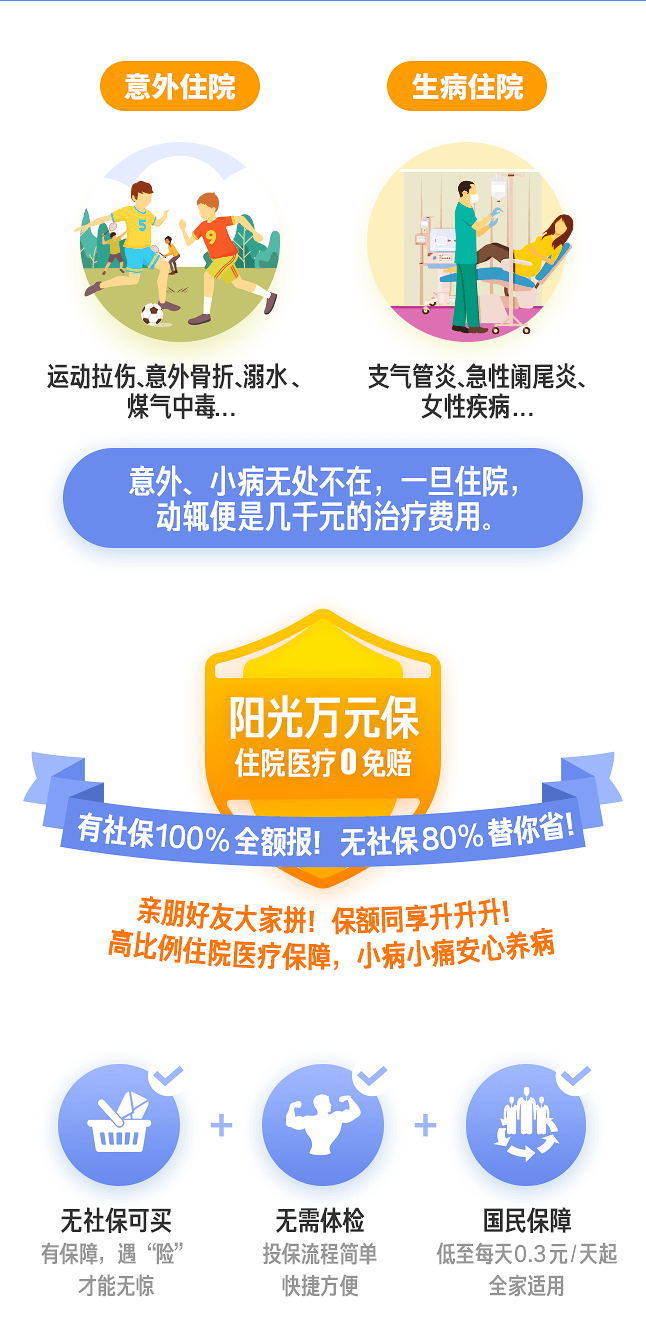 意外住院
生病住院
5
9
运动拉伤、意外骨折、溺水、
煤气中毒...
支气管炎、急性阑尾炎、
女性疾病...
意外、小病无处不在，一旦住院，
动辄便是几千元的治疗费用。
阳光万元保
住院医疗0免赔
有社保100%全额报！无社保80%替你省！
亲朋好友大家拼！保额同享升升升！
高比例住院医疗保障，小病小痛安心养病
无社保可买
有保障，遇“险”
才能无惊
无需体检
投保流程简单
快捷方便
国民保障
低至每天0.3元/天起
全家适用